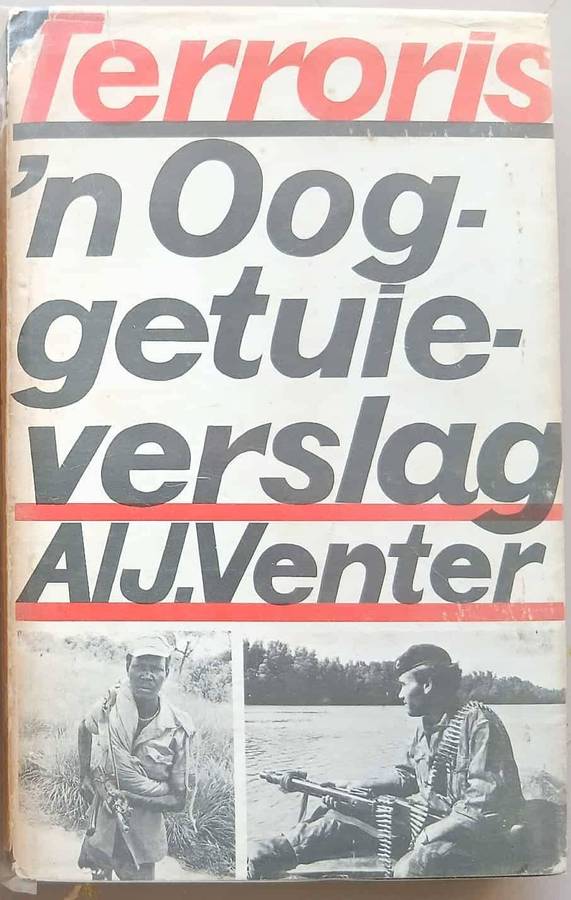 Terroris
'n Oog-
getuie-
verslag
Al J. Venter